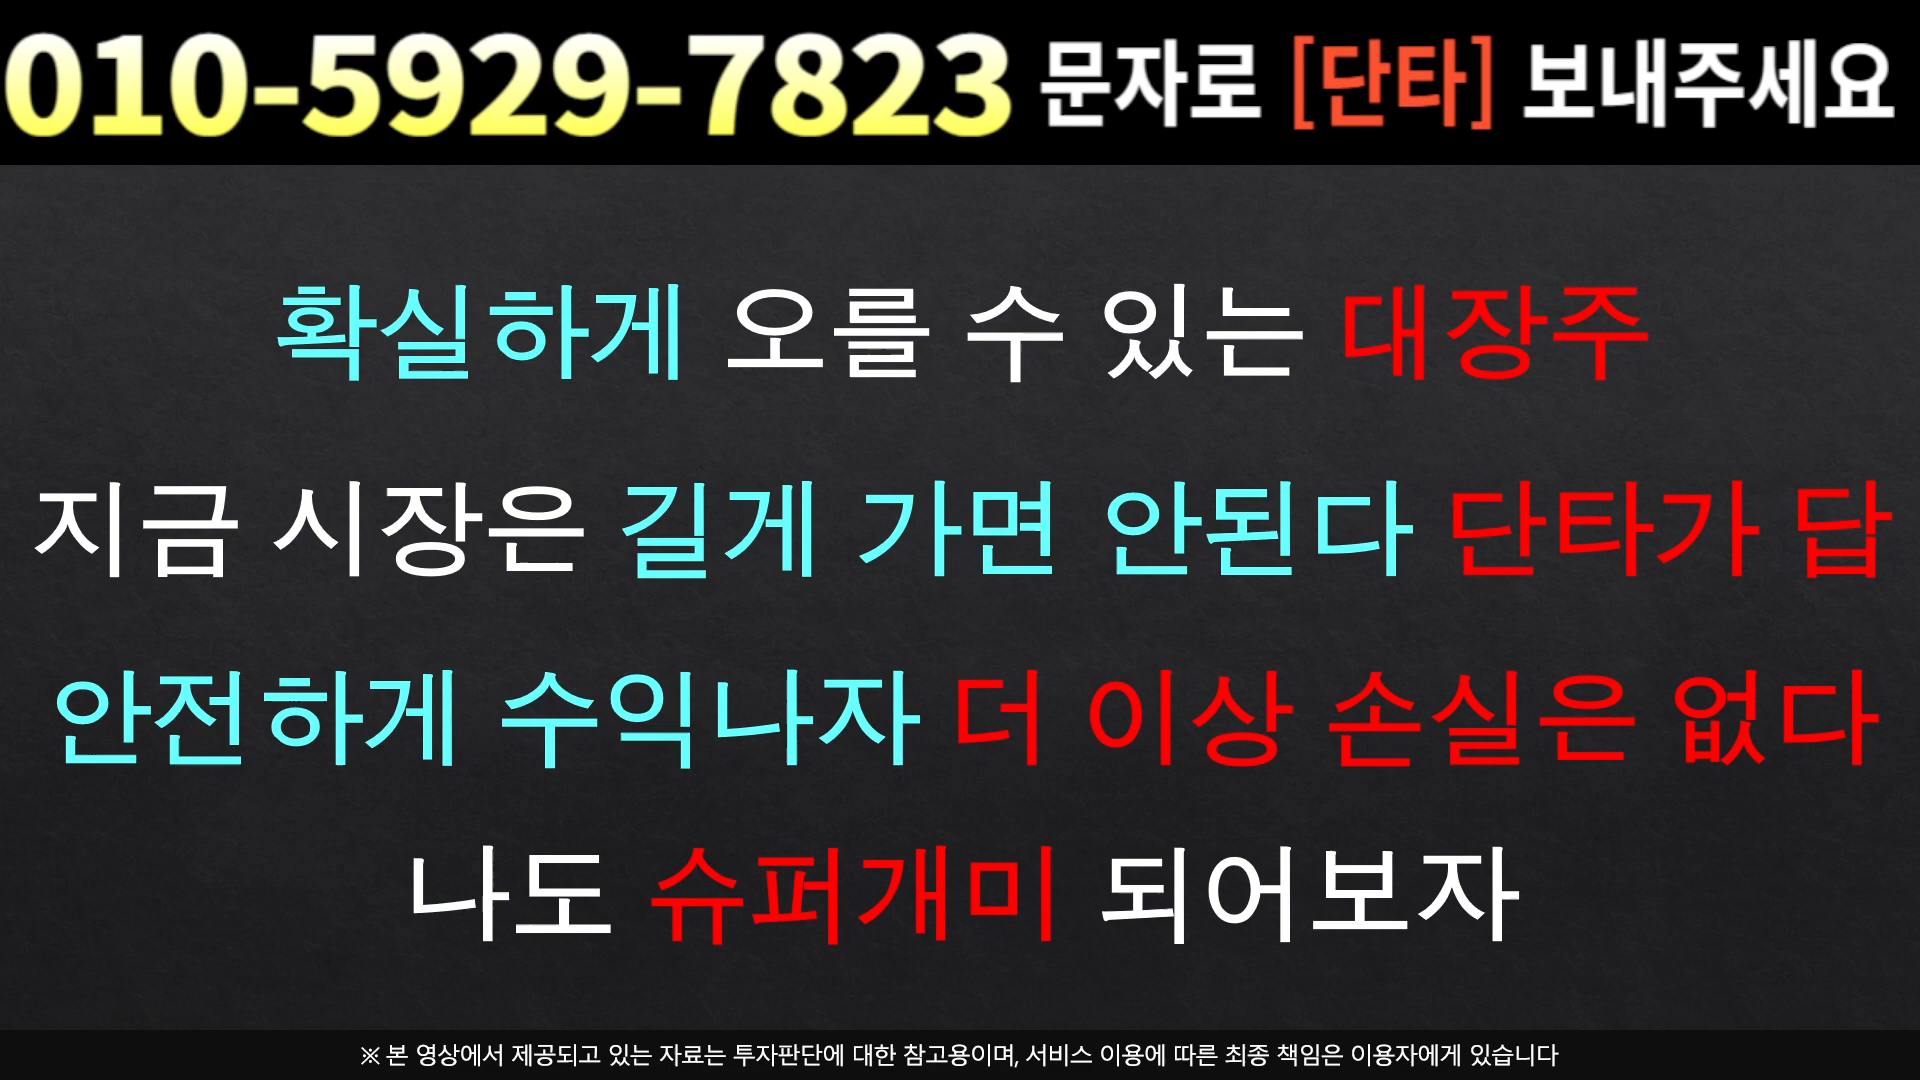 010-5929-7823 문자로 [단타] 보내주세요
확실하게 오를 수 있는 대장주
지금 시장은 길게 가면 안된다 단타가 답
안전하게 수익나자 더 이상 손실은 없다
나도 슈퍼개미 되어보자
※ 본 영상에서 제공되고 있는 자료는 투자판단에 대한 참고용이며, 서비스 이용에 따른 최종 책임은 이용자에게 있습니다